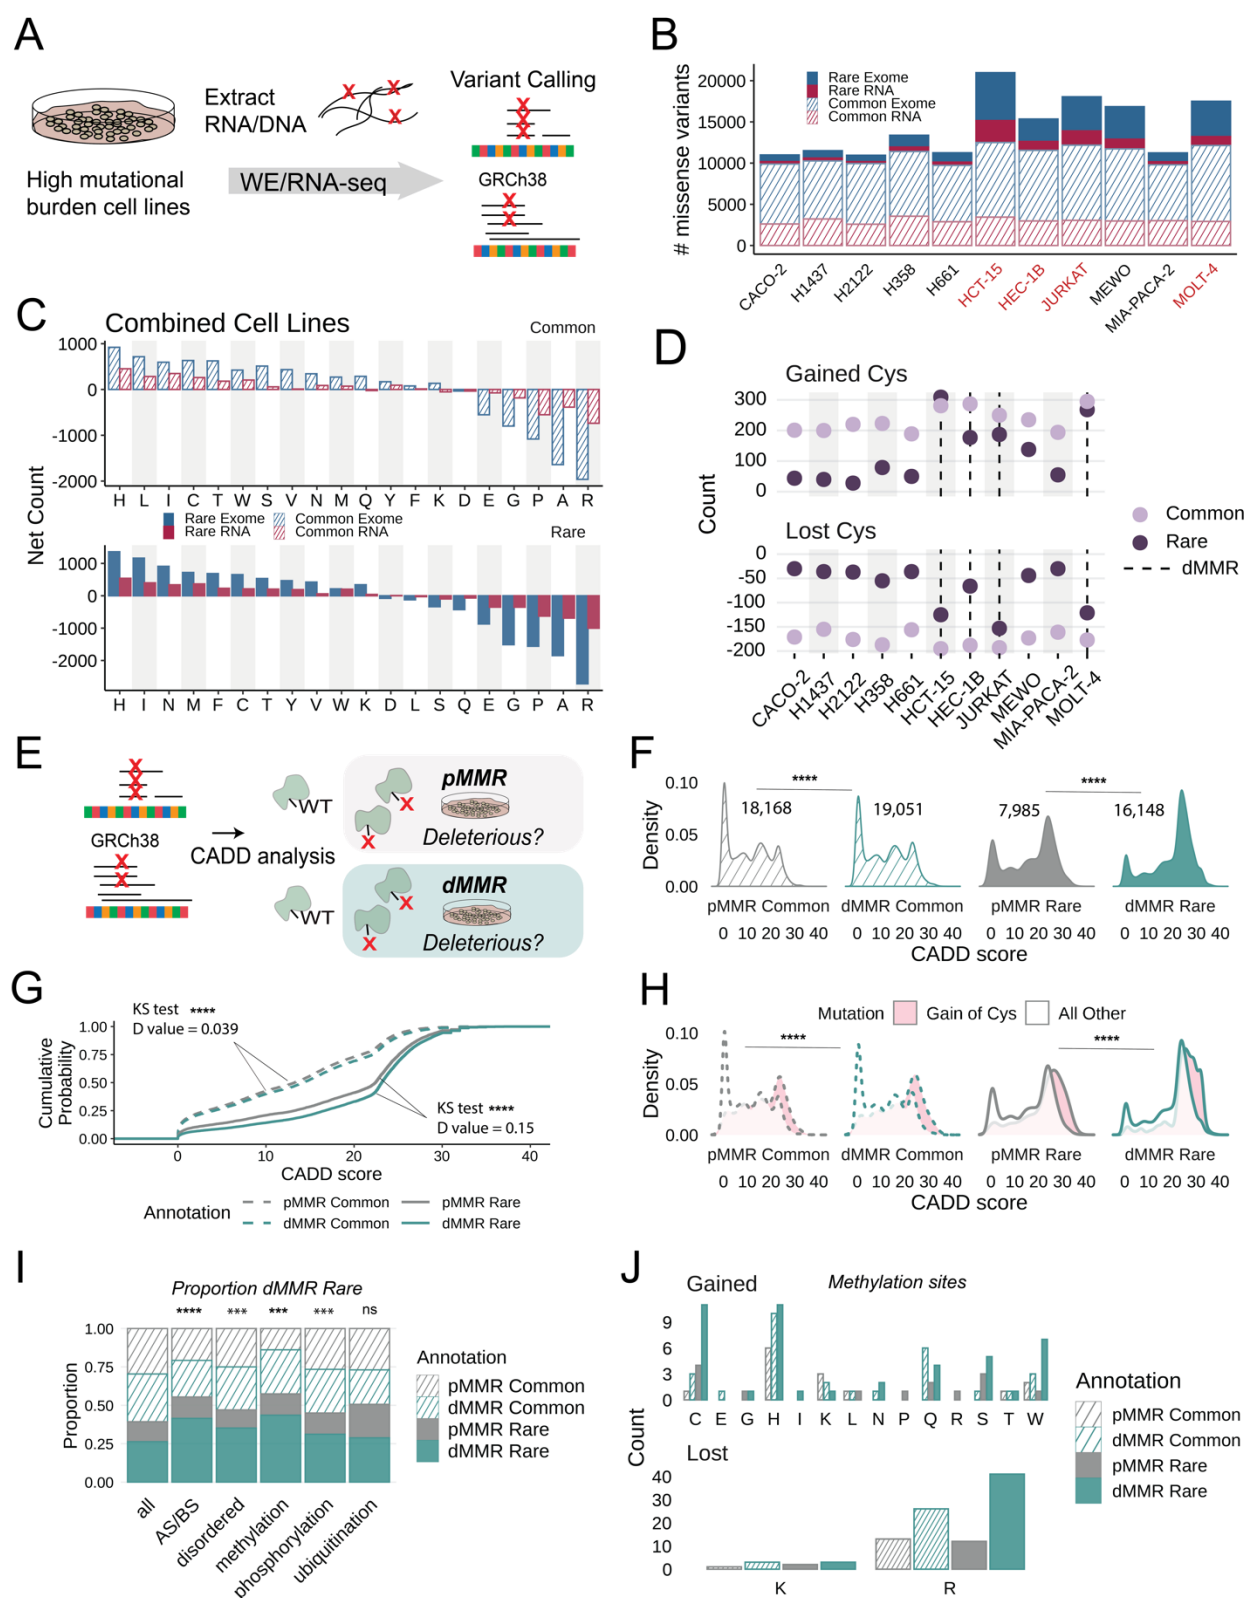 A
Extract
RNA/DNA
High mutational
burden cell lines
WE/RNA-seq
Variant Calling
X
X
X
GRCh38
X
X
B
# missense variants
20000
15000
10000
5000
0
Rare Exome
Rare RNA
Common Exome
Common RNA
CACO-2
H1437
H2122
H358
H661
HCT-15
HEC-1B
JURKAT
MEWO
MIA-PACA-2
MOLT-4
C
Combined Cell Lines
Common
Net Count
1000
0
-1000
-2000
H L I C T W S V N M Q Y F K D E G P A R
Rare Exome
Rare RNA
Common Exome
Common RNA
Rare
1000
0
-1000
-2000
H I N M F C T Y V W K D L S Q E G P A R
D
Gained Cys
Count
300
200
100
0
Lost Cys
0
-50
-100
-150
-200
CACO-2
H1437
H2122
H358
H661
HCT-15
HEC-1B
JURKAT
MEWO
MIA-PACA-2
MOLT-4
Common
Rare
dMMR
E
X
X
X
GRCh38
X
X
CADD analysis
WT
pMMR
X
X
Deleterious?
WT
dMMR
X
X
Deleterious?
F
Density
0.10
0.05
0.00
****
18,168
19,051
****
7,985
16,148
pMMR Common
dMMR Common
pMMR Rare
dMMR Rare
0 10 20 30 40
0 10 20 30 40
0 10 20 30 40
0 10 20 30 40
CADD score
G
KS test ****
D value = 0.039
Cumulative
Probability
1.00
0.75
0.50
0.25
0.00
KS test ****
D value = 0.15
0 10 20 30 40
CADD score
Annotation
pMMR Common
dMMR Common
pMMR Rare
dMMR Rare
H
Mutation
Gain of Cys
All Other
Density
0.10
0.05
0.00
****
****
pMMR Common
dMMR Common
pMMR Rare
dMMR Rare
0 10 20 30 40
0 10 20 30 40
0 10 20 30 40
0 10 20 30 40
CADD score
I
Proportion dMMR Rare
**** *** *** *** ns
Proportion
1.00
0.75
0.50
0.25
0.00
all
AS/BS
disordered
methylation
phosphorylation
ubiquitination
Annotation
pMMR Common
dMMR Common
pMMR Rare
dMMR Rare
J
Gained
Methylation sites
Count
9
6
3
0
C E G H I K L N P Q R S T W
Lost
40
30
20
10
0
K R
Annotation
pMMR Common
dMMR Common
pMMR Rare
dMMR Rare